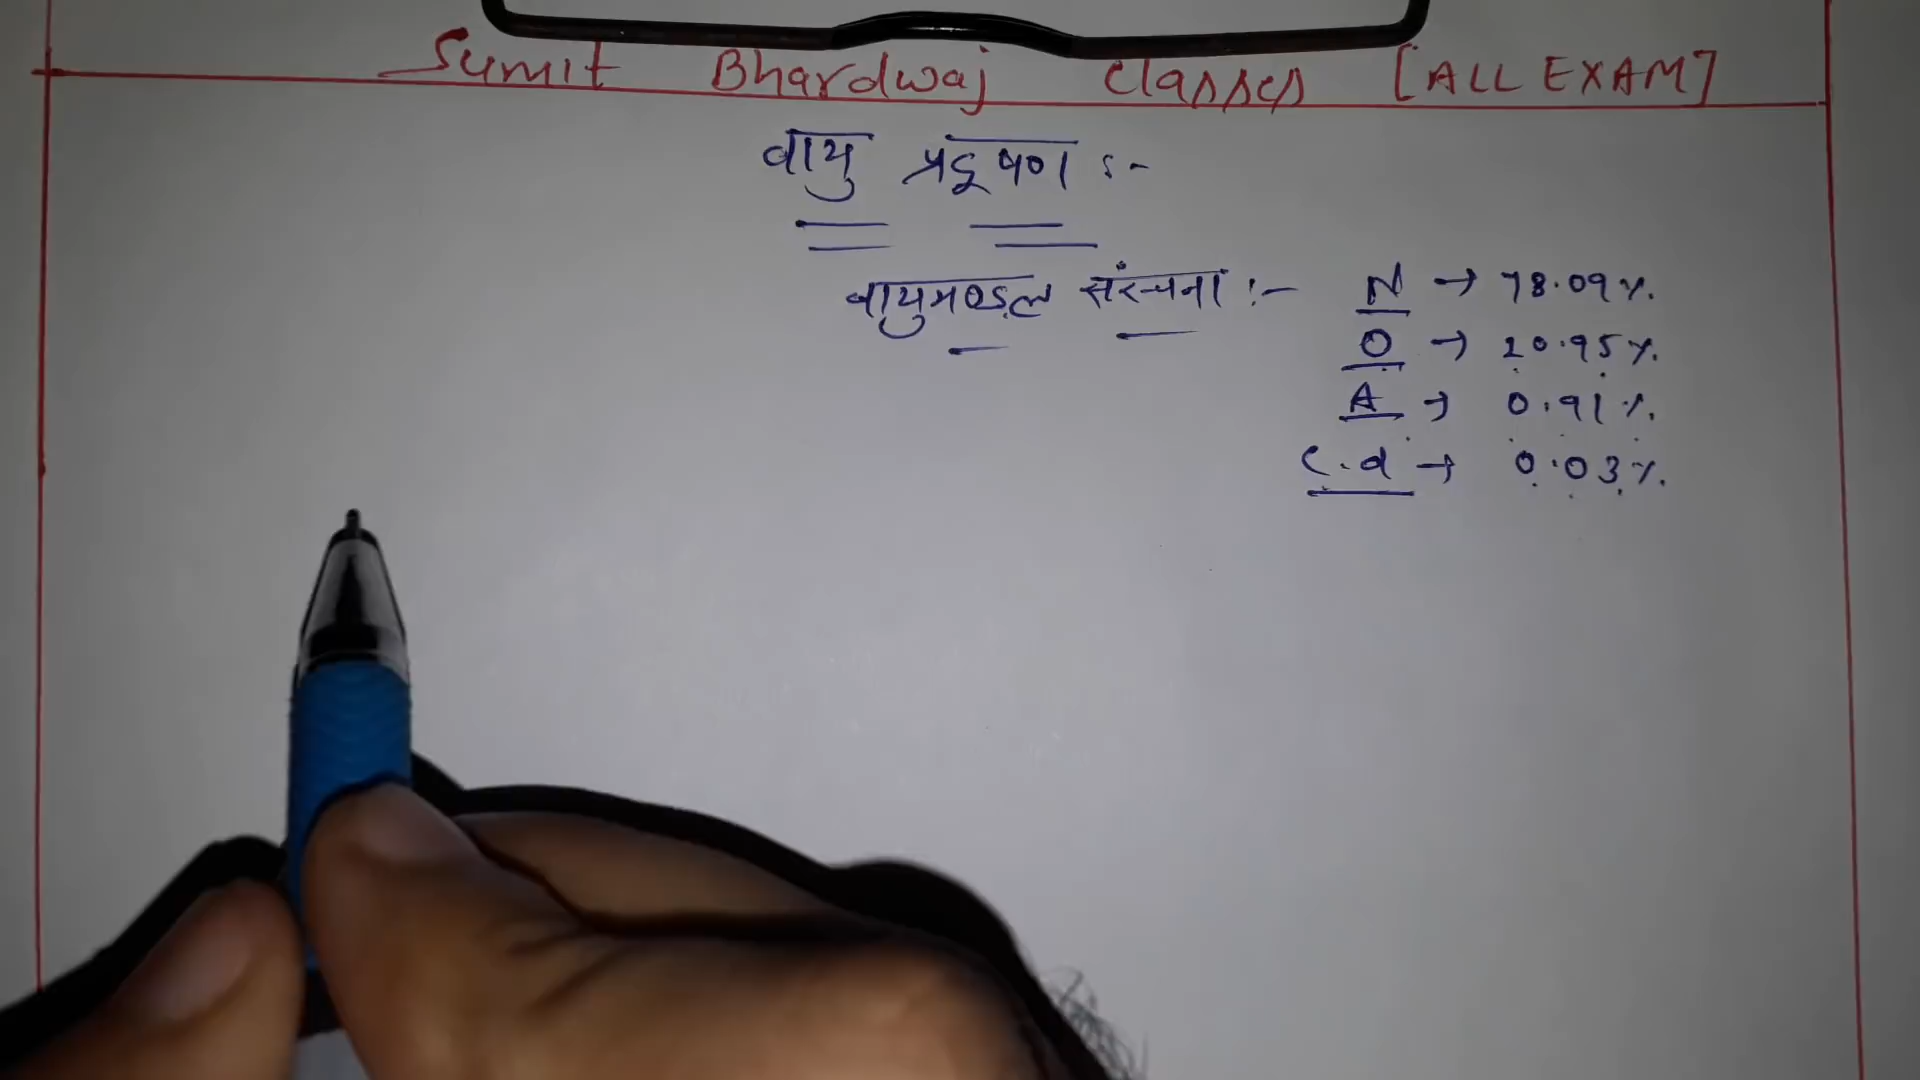 Sumit Bhardwaj Classes [ALL EXAM]
वायु प्रदूषण :-
वायुमण्डल संरचना :- N → 78.09%.
O → 20.95%.
A → 0.91%.
C.d → 0.03%.